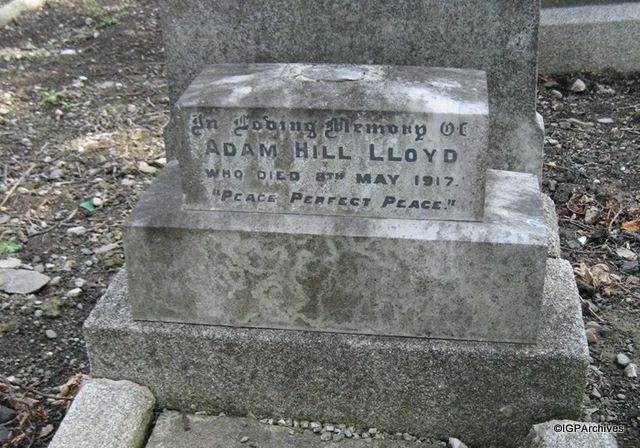 In Loving Memory Of
ADAM HILL LLOYD
WHO DIED 8TH MAY 1917.
"PEACE PERFECT PEACE."
©IGPArchives